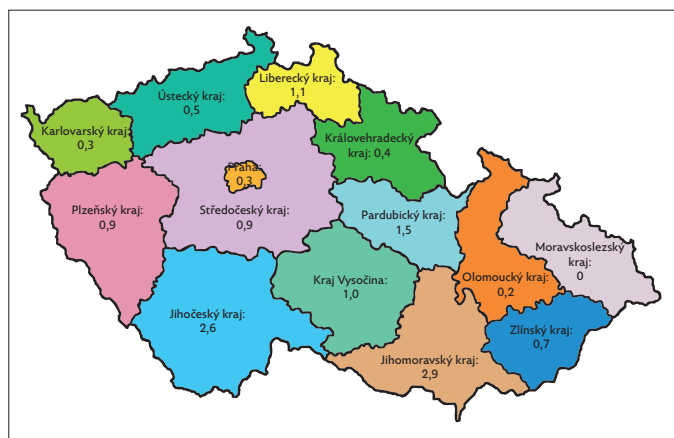 Liberecký kraj:
1,1
Ústecký kraj:
0,5
Karlovarský kraj:
0,3
Královehradecký
kraj: 0,4
Praha:
0,3
Plzeňský kraj:
0,9
Středočeský kraj:
0,9
Pardubický kraj:
1,5
Moravskoslezský
kraj:
0
Kraj Vysočina:
1,0
Olomoucký kraj:
0,2
Jihočeský kraj:
2,6
Zlínský kraj:
0,7
Jihomoravský kraj:
2,9